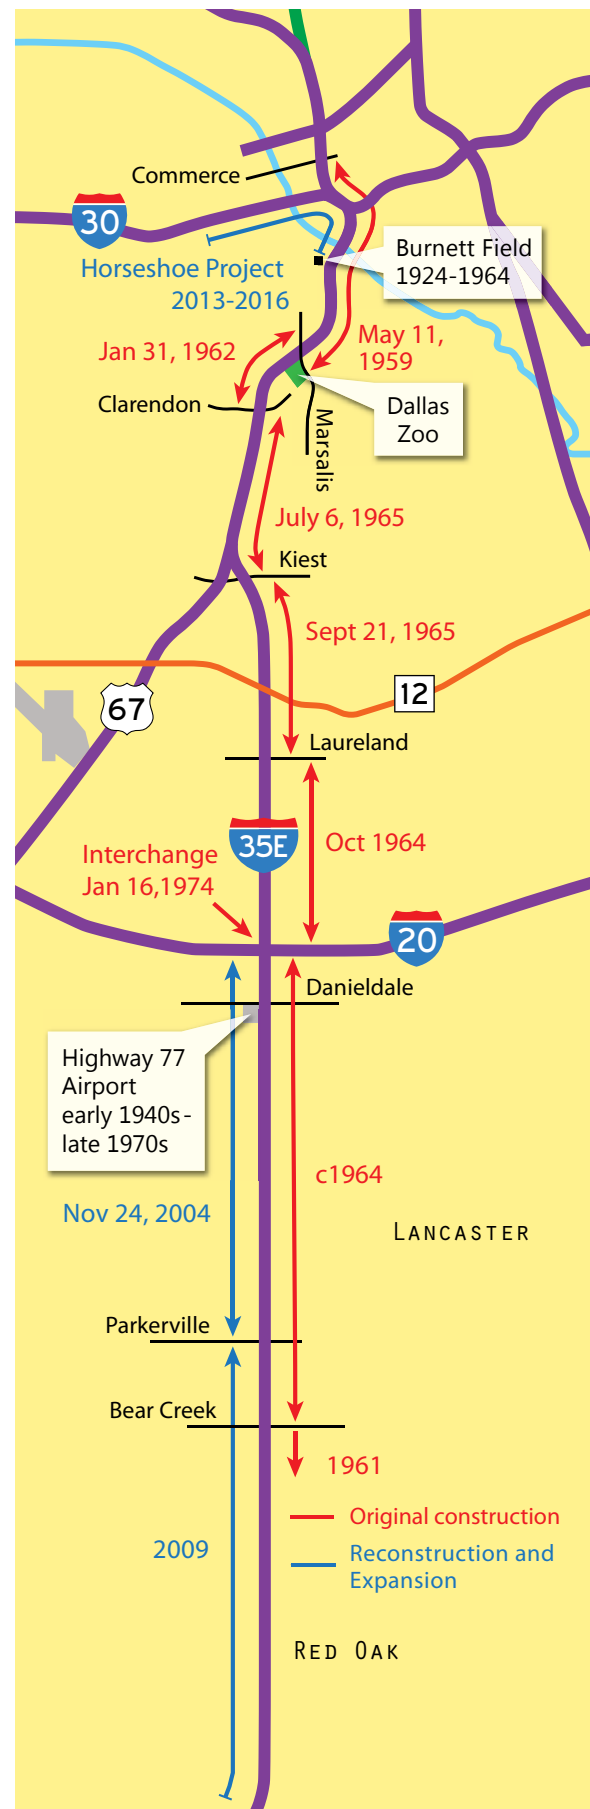 Commerce
30
Burnett Field
1924-1964
Horseshoe Project
2013-2016
May 11,
1959
Jan 31, 1962
Clarendon
Dallas
Zoo
Marsalis
July 6, 1965
Kiest
Sept 21, 1965
12
67
Laureland
35E
Oct 1964
Interchange
Jan 16,1974
20
Danieldale
Highway 77
Airport
early 1940s-
late 1970s
c1964
Nov 24, 2004
LANCASTER
Parkerville
Bear Creek
1961
Original construction
Reconstruction and
Expansion
2009
RED OAK